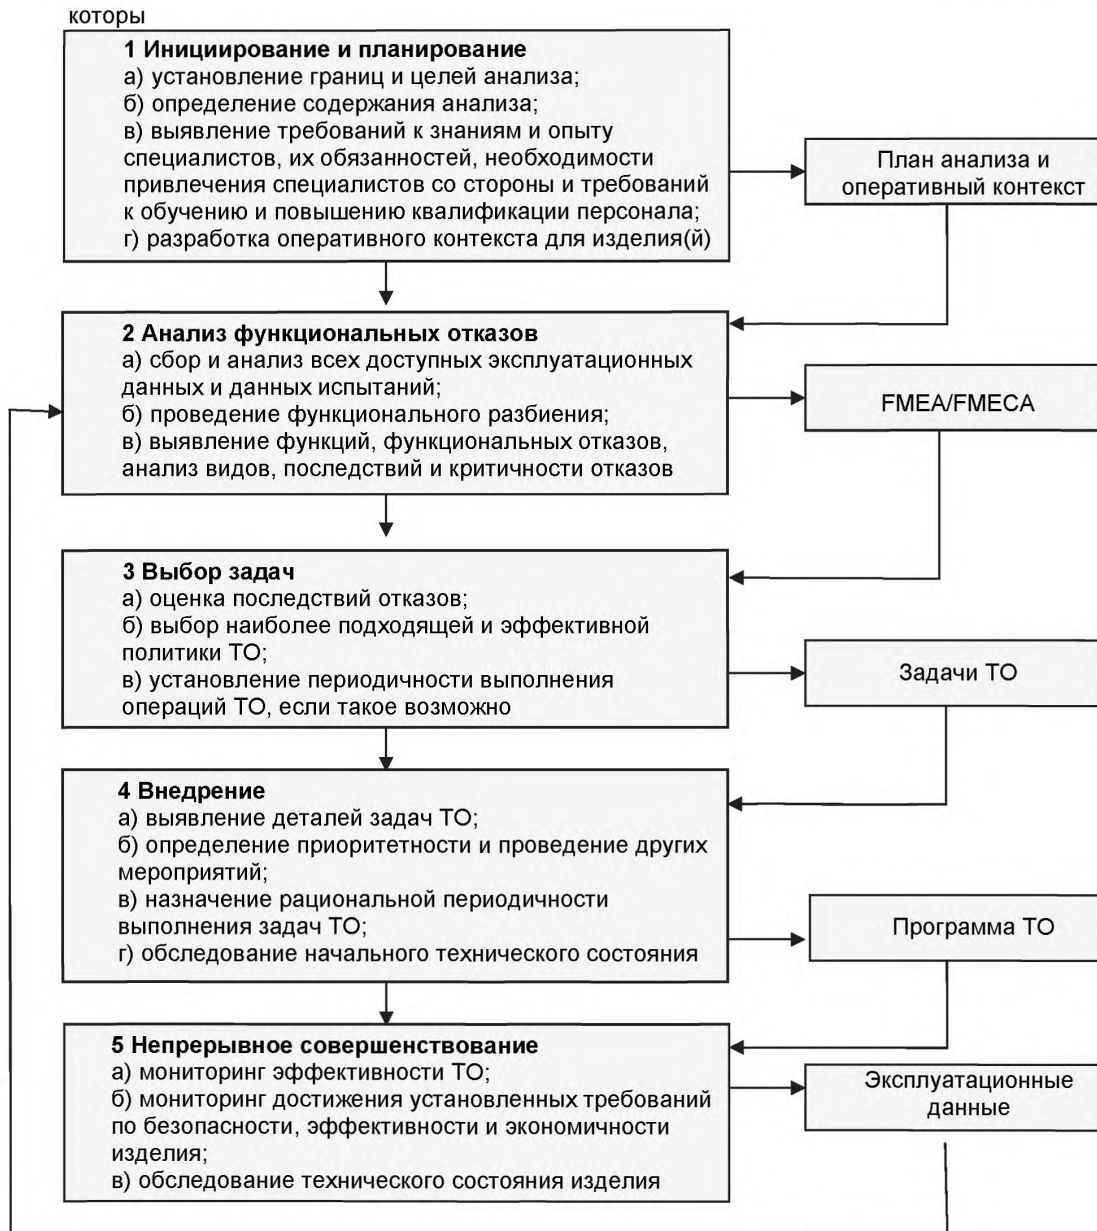 которы
1 Инициирование и планирование
а) установление границ и целей анализа;
б) определение содержания анализа;
в) выявление требований к знаниям и опыту
специалистов, их обязанностей, необходимости
привлечения специалистов со стороны и требований
к обучению и повышению квалификации персонала;
г) разработка оперативного контекста для изделия(й)
План анализа и
оперативный контекст
2 Анализ функциональных отказов
а) сбор и анализ всех доступных эксплуатационных
данных и данных испытаний;
б) проведение функционального разбиения;
в) выявление функций, функциональных отказов,
анализ видов, последствий и критичности отказов
FMEA/FMECA
3 Выбор задач
а) оценка последствий отказов;
б) выбор наиболее подходящей и эффективной
политики ТО;
в) установление периодичности выполнения
операций ТО, если такое возможно
Задачи ТО
4 Внедрение
а) выявление деталей задач ТО;
б) определение приоритетности и проведение других
мероприятий;
в) назначение рациональной периодичности
выполнения задач ТО;
г) обследование начального технического состояния
Программа ТО
5 Непрерывное совершенствование
а) мониторинг эффективности ТО;
б) мониторинг достижения установленных требований
по безопасности, эффективности и экономичности
изделия;
в) обследование технического состояния изделия
Эксплуатационные
данные